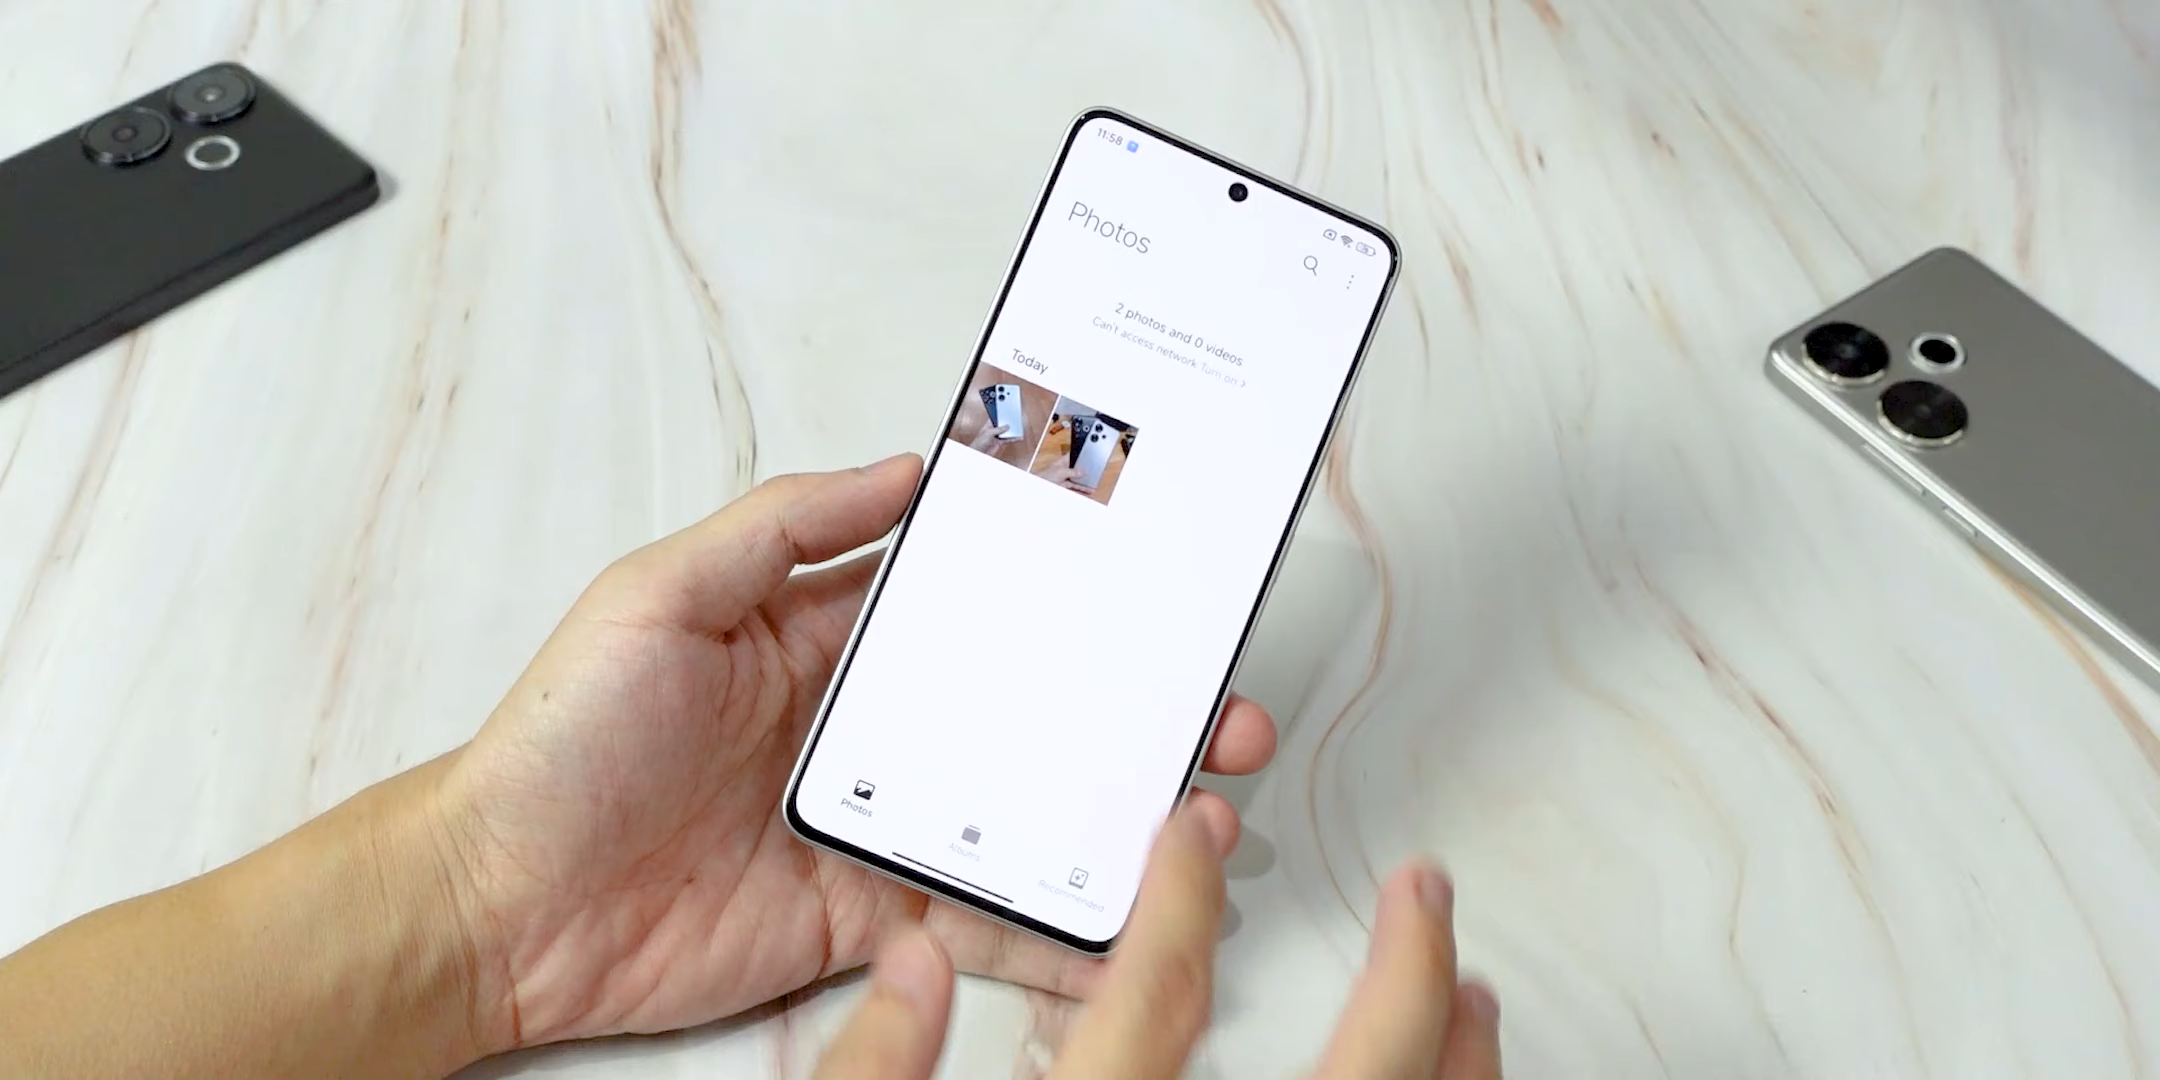 11:58
Photos
2 photos and 0 videos
Can't access network Turn on >
Today
Photos
Albums
Recommended